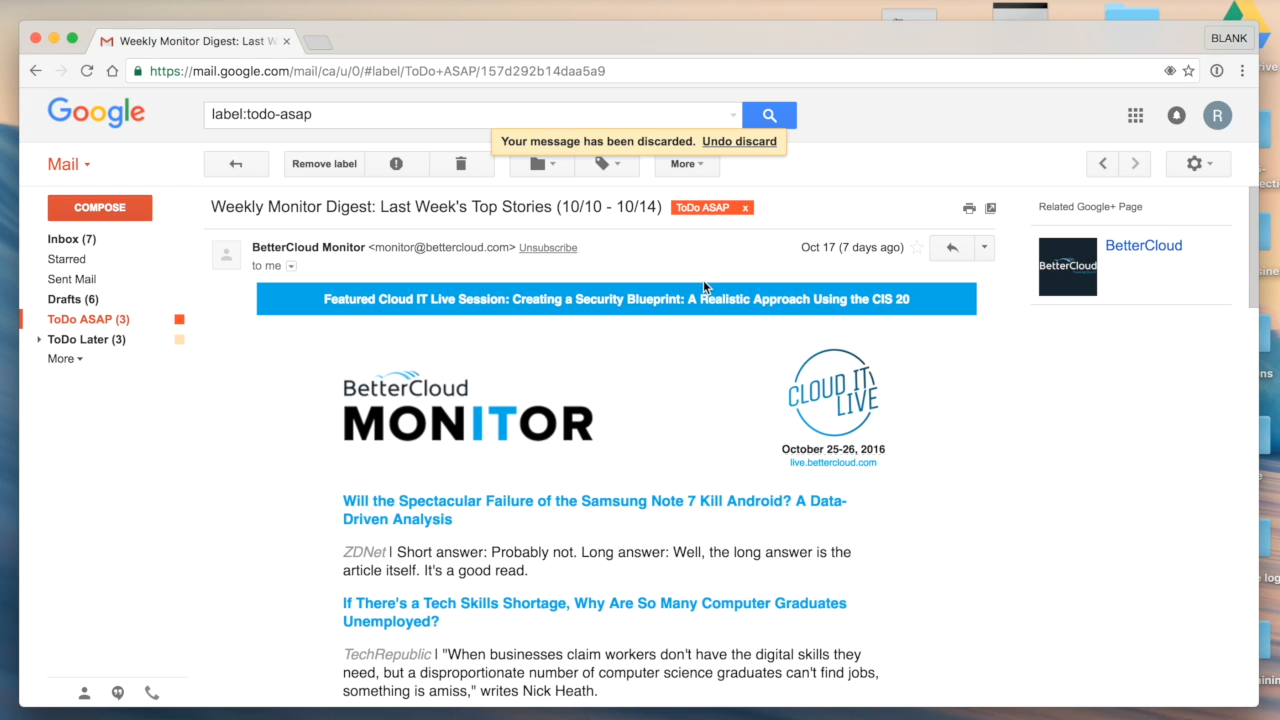 Weekly Monitor Digest: Last W
BLANK
https://mail.google.com/mail/ca/u/0/#label/ToDo+ASAP/157d292b14daa5a9
Google
label:todo-asap
R
Your message has been discarded. Undo discard
Mail
Remove label
More
COMPOSE
Weekly Monitor Digest: Last Week's Top Stories (10/10 - 10/14)
ToDo ASAP x
Related Google+ Page
Inbox (7)
Starred
Sent Mail
Drafts (6)
ToDo ASAP (3)
ToDo Later (3)
More
BetterCloud Monitor <monitor@bettercloud.com> Unsubscribe
to me
Oct 17 (7 days ago)
BetterCloud
BetterCloud
Featured Cloud IT Live Session: Creating a Security Blueprint: A Realistic Approach Using the CIS 20
BetterCloud
MONITOR
CLOUD IT
LIVE
October 25-26, 2016
live.bettercloud.com
Will the Spectacular Failure of the Samsung Note 7 Kill Android? A Data-
Driven Analysis
ZDNet | Short answer: Probably not. Long answer: Well, the long answer is the
article itself. It's a good read.
If There's a Tech Skills Shortage, Why Are So Many Computer Graduates
Unemployed?
TechRepublic | "When businesses claim workers don't have the digital skills they
need, but a disproportionate number of computer science graduates can't find jobs,
something is amiss," writes Nick Heath.